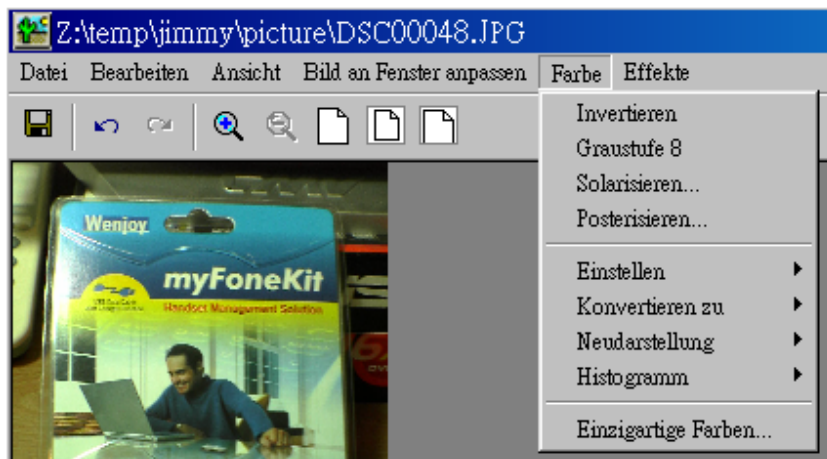 Z:\temp\jimmy\picture\DSC00048.JPG
Datei Bearbeiten Ansicht Bild an Fenster anpassen Farbe Effekte
Invertieren
Graustufe 8
Solarisieren...
Posterisieren...
Einstellen
Konvertieren zu
Neudarstellung
Histogramm
Einzigartige Farben...
Wenjoy
myFoneKit
Handset Management Solution